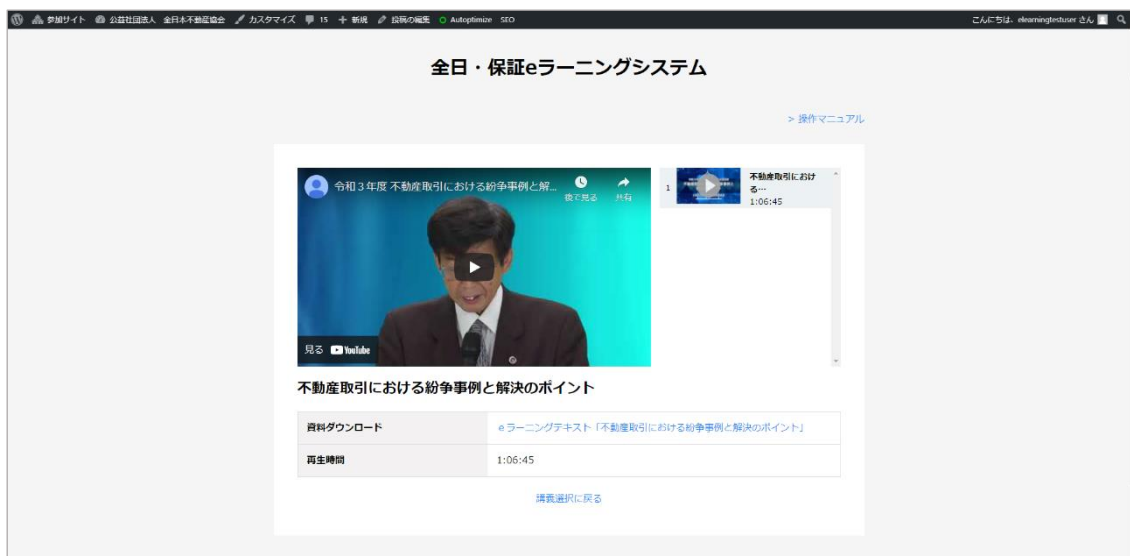 参加サイト 公益社団法人 全日本不動産協会 カスタマイズ 15 新規 投稿の編集 Autoptimize SEO こんにちは、elearningtestuser さん
全日・保証eラーニングシステム
> 操作マニュアル
令和３年度 不動産取引における紛争事例と解...
後で見る 共有
見る YouTube
1
不動産取引におけ
る…
1:06:45
不動産取引における紛争事例と解決のポイント
資料ダウンロード eラーニングテキスト「不動産取引における紛争事例と解決のポイント」
再生時間 1:06:45
講義選択に戻る